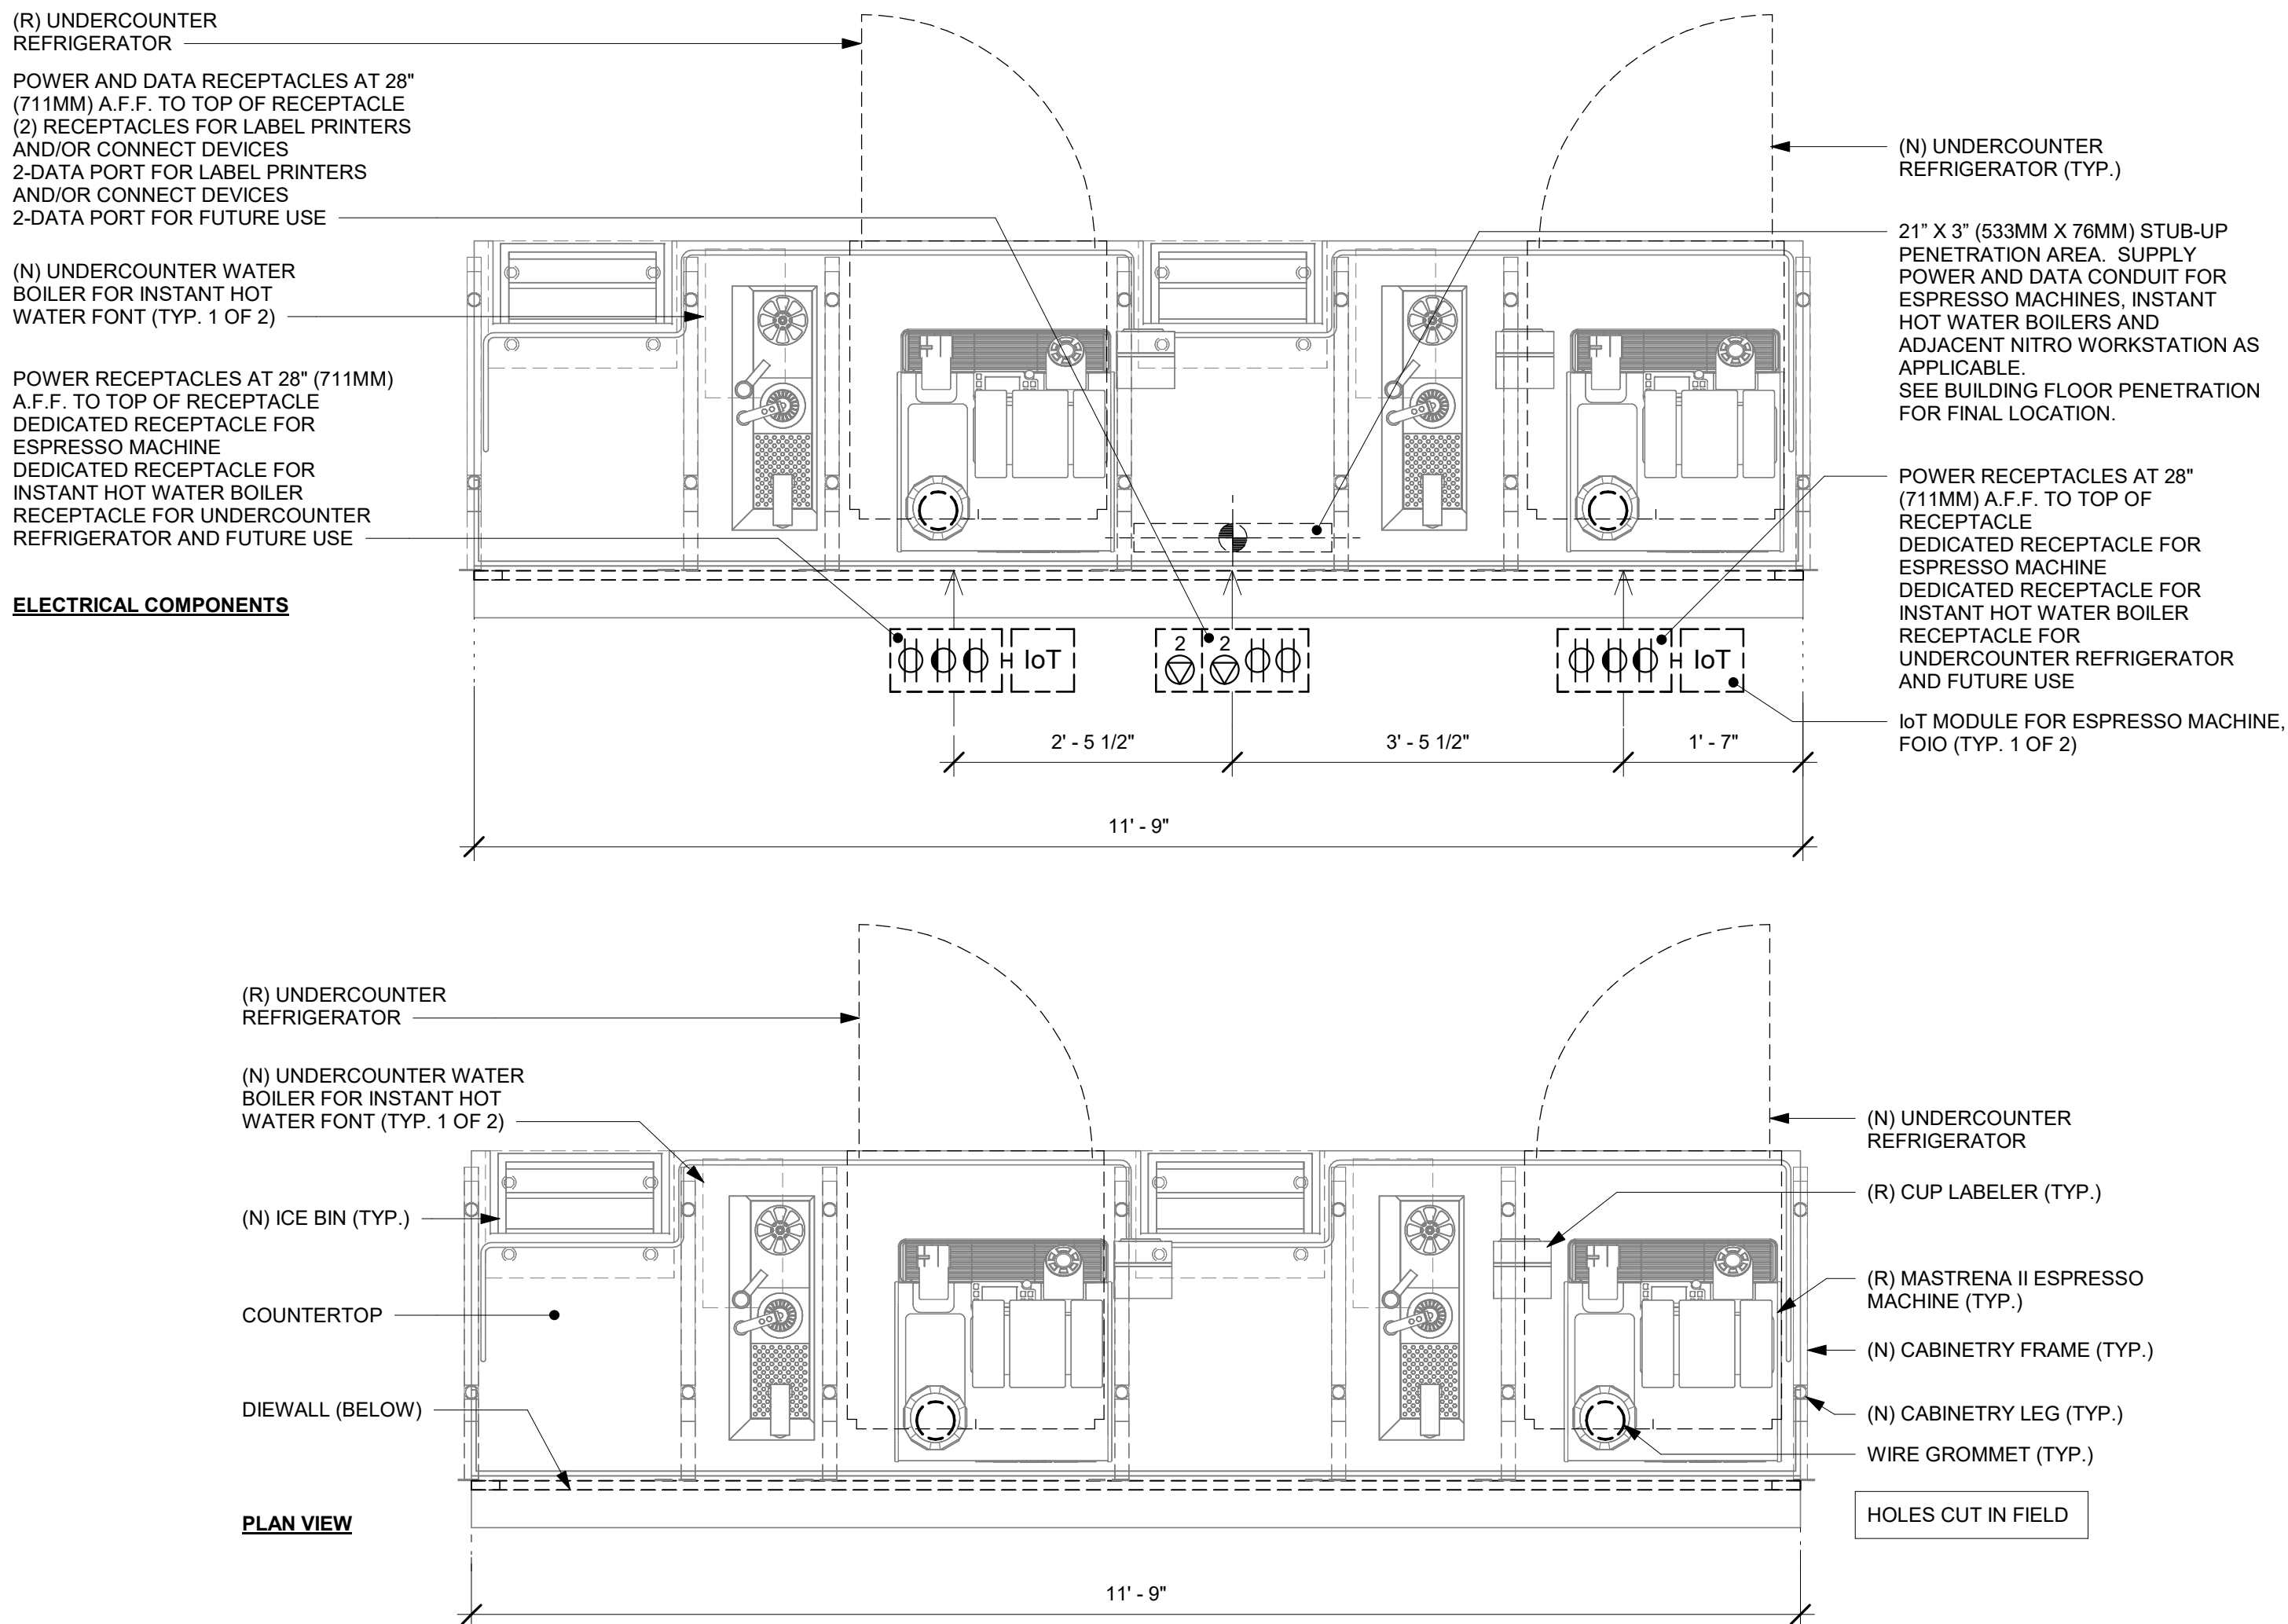 (R) UNDERCOUNTER
REFRIGERATOR
POWER AND DATA RECEPTACLES AT 28"
(711MM) A.F.F. TO TOP OF RECEPTACLE
(2) RECEPTACLES FOR LABEL PRINTERS
AND/OR CONNECT DEVICES
2-DATA PORT FOR LABEL PRINTERS
AND/OR CONNECT DEVICES
2-DATA PORT FOR FUTURE USE
(N) UNDERCOUNTER WATER
BOILER FOR INSTANT HOT
WATER FONT (TYP. 1 OF 2)
POWER RECEPTACLES AT 28" (711MM)
A.F.F. TO TOP OF RECEPTACLE
DEDICATED RECEPTACLE FOR
ESPRESSO MACHINE
DEDICATED RECEPTACLE FOR
INSTANT HOT WATER BOILER
RECEPTACLE FOR UNDERCOUNTER
REFRIGERATOR AND FUTURE USE
ELECTRICAL COMPONENTS
(N) UNDERCOUNTER
REFRIGERATOR (TYP.)
21” X 3” (533MM X 76MM) STUB-UP
PENETRATION AREA. SUPPLY
POWER AND DATA CONDUIT FOR
ESPRESSO MACHINES, INSTANT
HOT WATER BOILERS AND
ADJACENT NITRO WORKSTATION AS
APPLICABLE.
SEE BUILDING FLOOR PENETRATION
FOR FINAL LOCATION.
POWER RECEPTACLES AT 28"
(711MM) A.F.F. TO TOP OF
RECEPTACLE
DEDICATED RECEPTACLE FOR
ESPRESSO MACHINE
DEDICATED RECEPTACLE FOR
INSTANT HOT WATER BOILER
RECEPTACLE FOR
UNDERCOUNTER REFRIGERATOR
AND FUTURE USE
IoT MODULE FOR ESPRESSO MACHINE,
FOIO (TYP. 1 OF 2)
IoT
2 2
IoT
2' - 5 1/2"
3' - 5 1/2"
1' - 7"
11' - 9"
(R) UNDERCOUNTER
REFRIGERATOR
(N) UNDERCOUNTER WATER
BOILER FOR INSTANT HOT
WATER FONT (TYP. 1 OF 2)
(N) ICE BIN (TYP.)
COUNTERTOP
DIEWALL (BELOW)
PLAN VIEW
(N) UNDERCOUNTER
REFRIGERATOR
(R) CUP LABELER (TYP.)
(R) MASTRENA II ESPRESSO
MACHINE (TYP.)
(N) CABINETRY FRAME (TYP.)
(N) CABINETRY LEG (TYP.)
WIRE GROMMET (TYP.)
HOLES CUT IN FIELD
11' - 9"